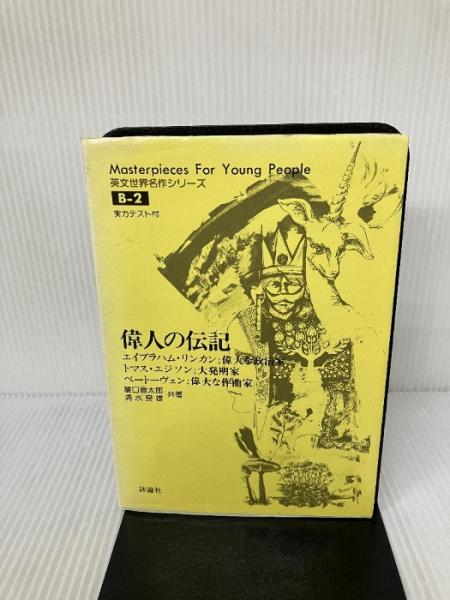 Masterpieces For Young People
英文世界名作シリーズ
B-2
実力テスト付
偉人の伝記
エイブラハム・リンカン;偉大な政治家
トマス・エジソン;大発明家
ベートーヴェン;偉大な作曲家
清水良雄 共著
評論社